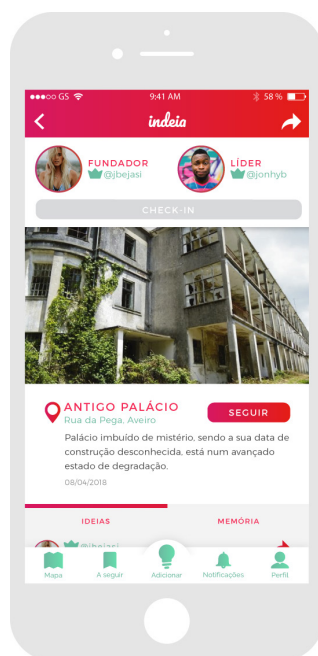 GS 9:41 AM 58 %
indeia
FUNDADOR
@jbejasi
LÍDER
@jonhyb
CHECK-IN
ANTIGO PALÁCIO
Rua da Pega, Aveiro
SEGUIR
Palácio imbuído de mistério, sendo a sua data de
construção desconhecida, está num avançado
estado de degradação.
08/04/2018
IDEIAS MEMÓRIA
@jbejasi
Mapa A seguir Adicionar Notificações Perfil